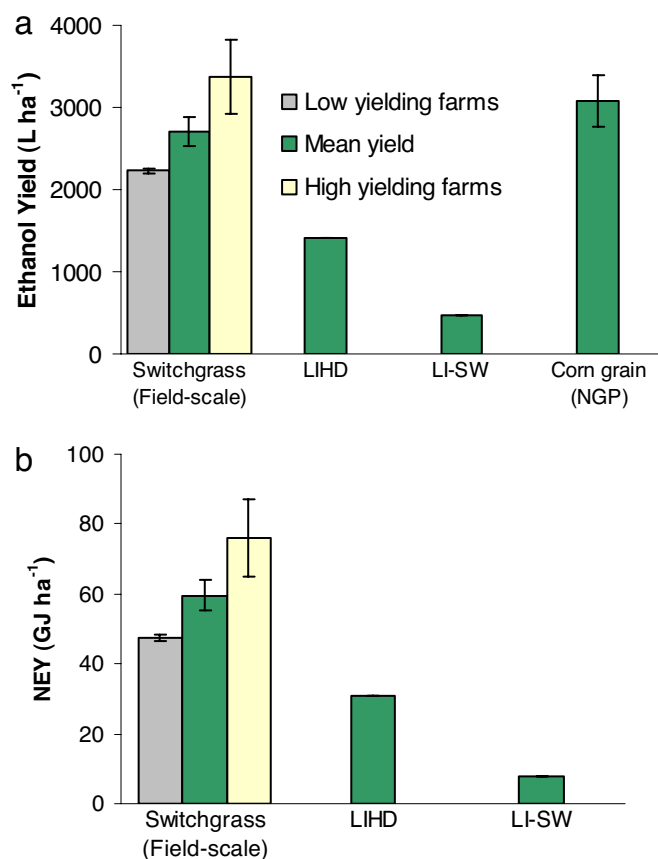 a
Ethanol Yield (L ha⁻¹)
4000
3000
2000
1000
0
Low yielding farms
Mean yield
High yielding farms
Switchgrass
(Field-scale)
LIHD
LI-SW
Corn grain
(NGP)
b
NEY (GJ ha⁻¹)
100
80
60
40
20
0
Switchgrass
(Field-scale)
LIHD
LI-SW